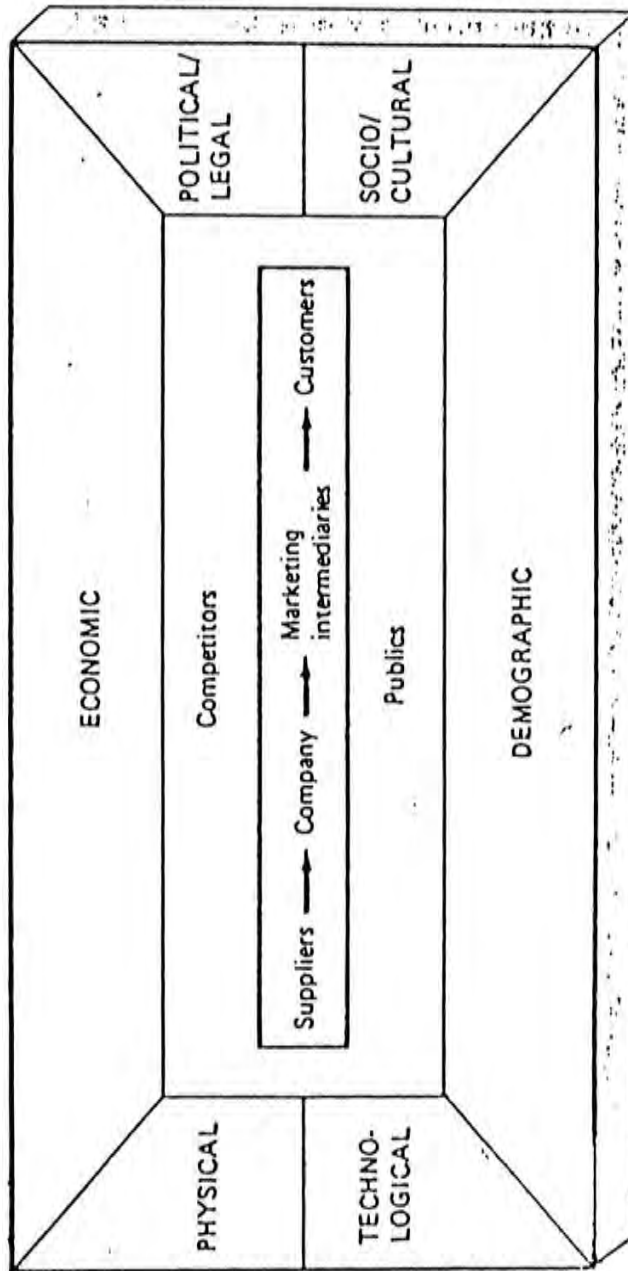 ECONOMIC
PHYSICAL
TECHNO-
LOGICAL
Competitors
Suppliers → Company → Marketing
intermediaries → Customers
Publics
POLITICAL/
LEGAL
SOCIO/
CULTURAL
DEMOGRAPHIC